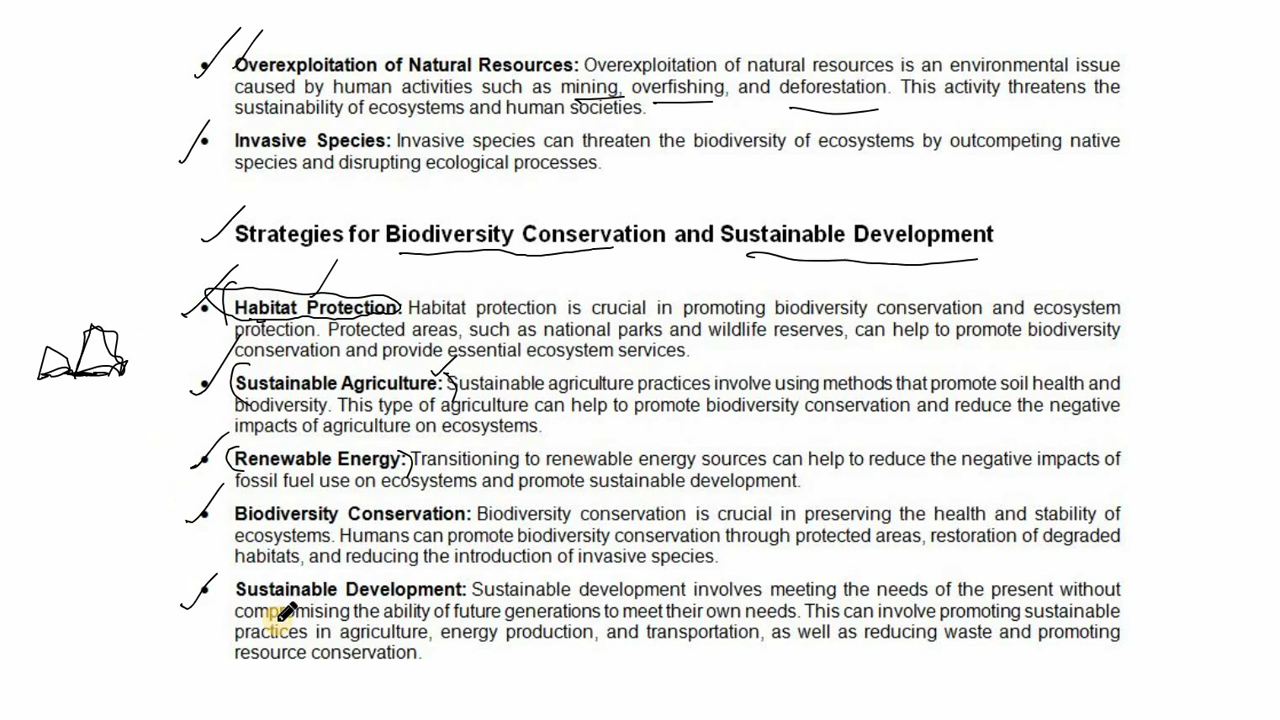 • Overexploitation of Natural Resources: Overexploitation of natural resources is an environmental issue
caused by human activities such as mining, overfishing, and deforestation. This activity threatens the
sustainability of ecosystems and human societies.
• Invasive Species: Invasive species can threaten the biodiversity of ecosystems by outcompeting native
species and disrupting ecological processes.
Strategies for Biodiversity Conservation and Sustainable Development
• Habitat Protection: Habitat protection is crucial in promoting biodiversity conservation and ecosystem
protection. Protected areas, such as national parks and wildlife reserves, can help to promote biodiversity
conservation and provide essential ecosystem services.
• Sustainable Agriculture: Sustainable agriculture practices involve using methods that promote soil health and
biodiversity. This type of agriculture can help to promote biodiversity conservation and reduce the negative
impacts of agriculture on ecosystems.
• Renewable Energy: Transitioning to renewable energy sources can help to reduce the negative impacts of
fossil fuel use on ecosystems and promote sustainable development.
• Biodiversity Conservation: Biodiversity conservation is crucial in preserving the health and stability of
ecosystems. Humans can promote biodiversity conservation through protected areas, restoration of degraded
habitats, and reducing the introduction of invasive species.
• Sustainable Development: Sustainable development involves meeting the needs of the present without
compromising the ability of future generations to meet their own needs. This can involve promoting sustainable
practices in agriculture, energy production, and transportation, as well as reducing waste and promoting
resource conservation.